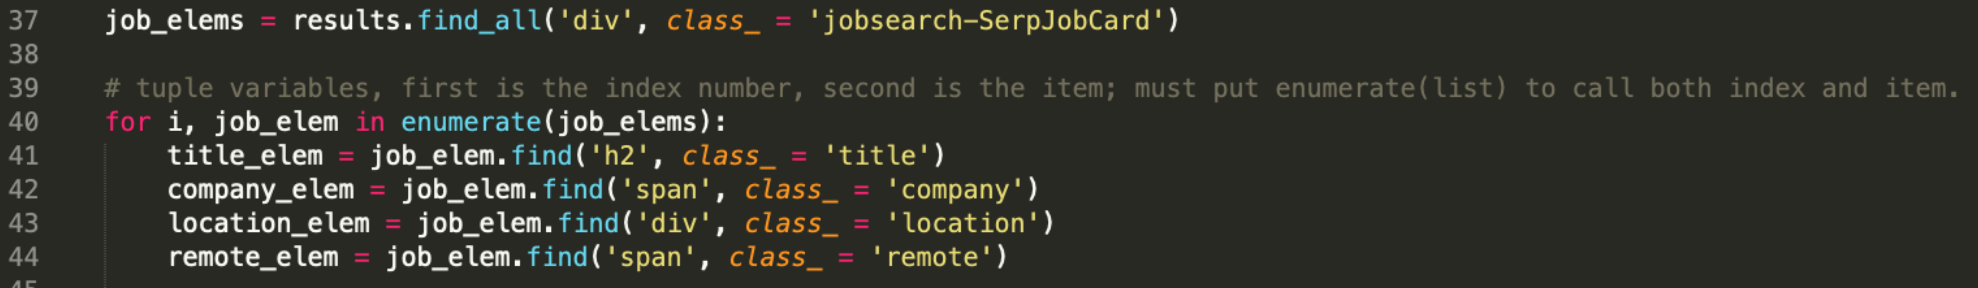 37 job_elems = results.find_all('div', class_ = 'jobsearch-SerpJobCard')
38
39 # tuple variables, first is the index number, second is the item; must put enumerate(list) to call both index and item.
40 for i, job_elem in enumerate(job_elems):
41 title_elem = job_elem.find('h2', class_ = 'title')
42 company_elem = job_elem.find('span', class_ = 'company')
43 location_elem = job_elem.find('div', class_ = 'location')
44 remote_elem = job_elem.find('span', class_ = 'remote')